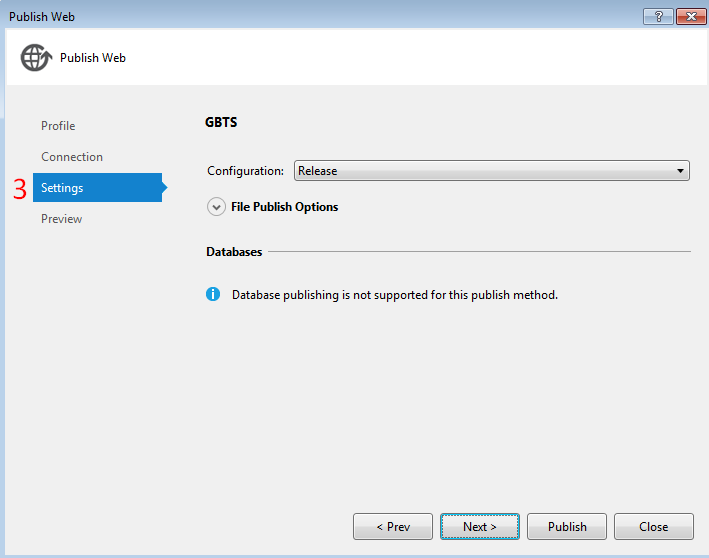 Publish Web
?
Publish Web
Profile
Connection
3 Settings
Preview
GBTS
Configuration: Release
File Publish Options
Databases
Database publishing is not supported for this publish method.
< Prev
Next >
Publish
Close